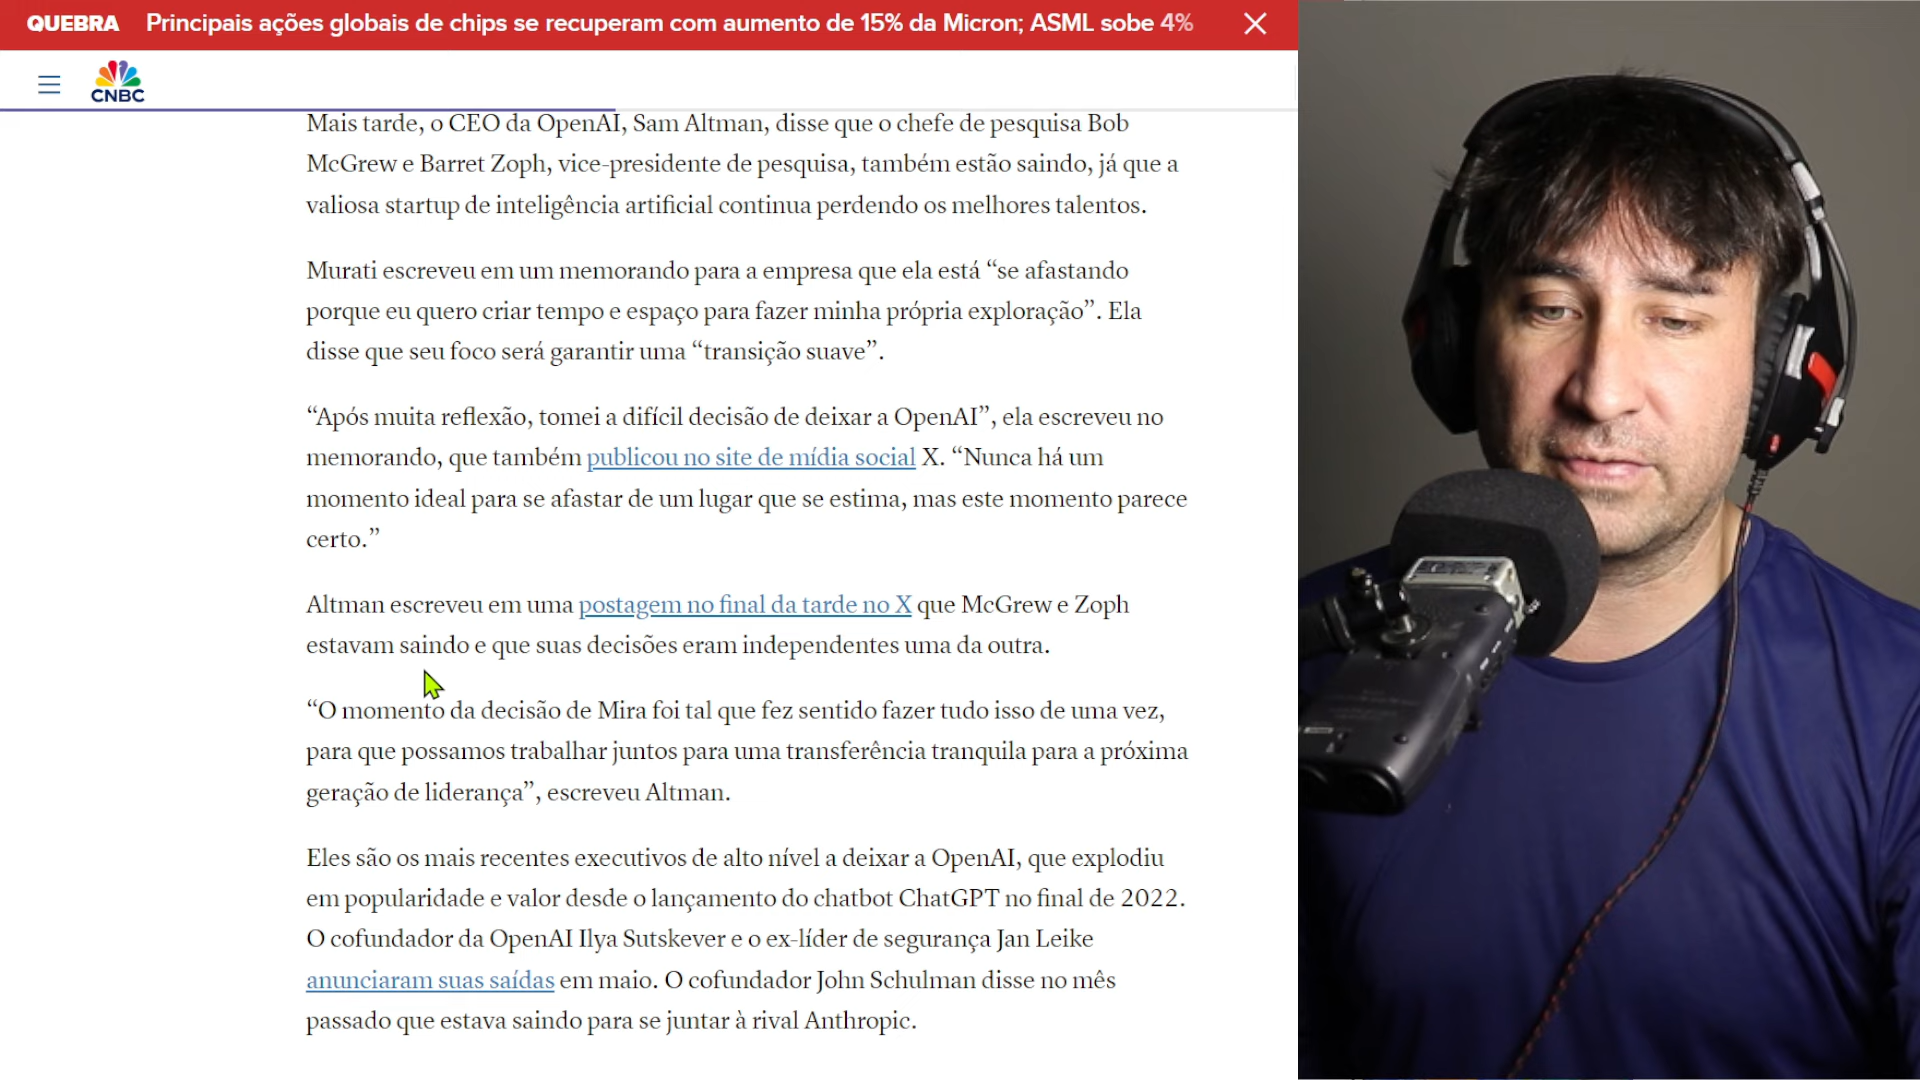 QUEBRA Principais ações globais de chips se recuperam com aumento de 15% da Micron; ASML sobe 4%
CNBC
Mais tarde, o CEO da OpenAI, Sam Altman, disse que o chefe de pesquisa Bob
McGrew e Barret Zoph, vice-presidente de pesquisa, também estão saindo, já que a
valiosa startup de inteligência artificial continua perdendo os melhores talentos.
Murati escreveu em um memorando para a empresa que ela está “se afastando
porque eu quero criar tempo e espaço para fazer minha própria exploração”. Ela
disse que seu foco será garantir uma “transição suave”.
“Após muita reflexão, tomei a difícil decisão de deixar a OpenAI”, ela escreveu no
memorando, que também publicou no site de mídia social X. “Nunca há um
momento ideal para se afastar de um lugar que se estima, mas este momento parece
certo.”
Altman escreveu em uma postagem no final da tarde no X que McGrew e Zoph
estavam saindo e que suas decisões eram independentes uma da outra.
“O momento da decisão de Mira foi tal que fez sentido fazer tudo isso de uma vez,
para que possamos trabalhar juntos para uma transferência tranquila para a próxima
geração de liderança”, escreveu Altman.
Eles são os mais recentes executivos de alto nível a deixar a OpenAI, que explodiu
em popularidade e valor desde o lançamento do chatbot ChatGPT no final de 2022.
O cofundador da OpenAI Ilya Sutskever e o ex-líder de segurança Jan Leike
anunciaram suas saídas em maio. O cofundador John Schulman disse no mês
passado que estava saindo para se juntar à rival Anthropic.